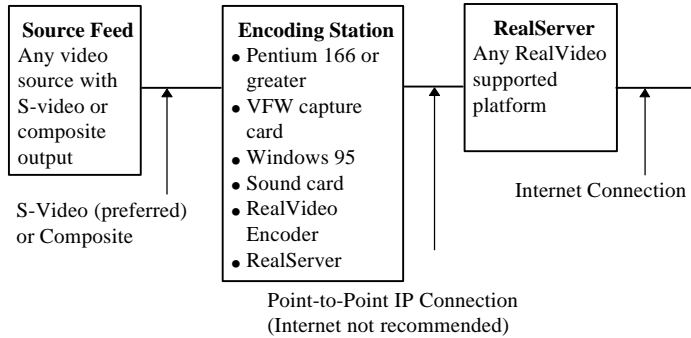 Source Feed
Any video
source with
S-video or
composite
output
Encoding Station
● Pentium 166 or
greater
● VFW capture
card
● Windows 95
● Sound card
● RealVideo
Encoder
● RealServer
RealServer
Any RealVideo
supported
platform
S-Video (preferred)
or Composite
Internet Connection
Point-to-Point IP Connection
(Internet not recommended)